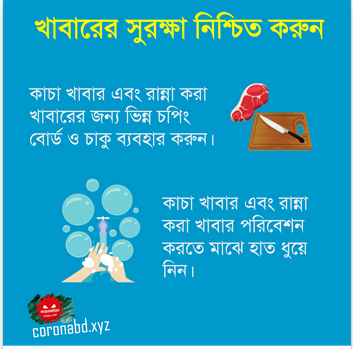 খাবারের সুরক্ষা নিশ্চিত করুন
কাচা খাবার এবং রান্না করা
খাবারের জন্য ভিন্ন চপিং
বোর্ড ও চাকু ব্যবহার করুন।
কাচা খাবার এবং রান্না
করা খাবার পরিবেশন
করতে মাঝে হাত ধুয়ে
নিন।
coronabd.xyz